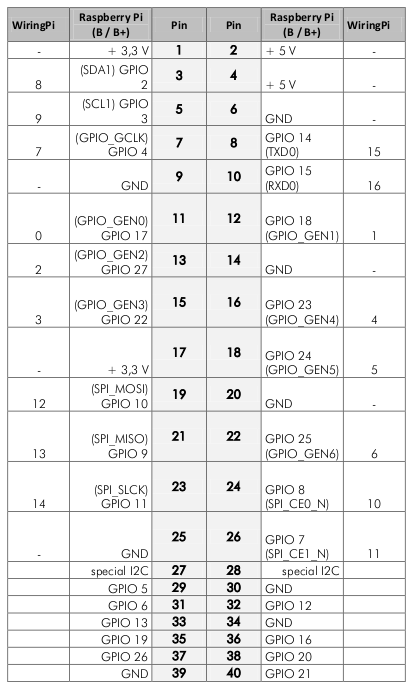 WiringPi Raspberry Pi (B / B+) Pin Pin Raspberry Pi (B / B+) WiringPi
- + 3,3 V 1 2 + 5 V -
8 (SDA1) GPIO 2 3 4 + 5 V -
9 (SCL1) GPIO 3 5 6 GND -
7 (GPIO_GCLK) GPIO 4 7 8 GPIO 14 (TXD0) 15
- GND 9 10 GPIO 15 (RXD0) 16
0 (GPIO_GEN0) GPIO 17 11 12 GPIO 18 (GPIO_GEN1) 1
2 (GPIO_GEN2) GPIO 27 13 14 GND -
3 (GPIO_GEN3) GPIO 22 15 16 GPIO 23 (GPIO_GEN4) 4
- + 3,3 V 17 18 GPIO 24 (GPIO_GEN5) 5
12 (SPI_MOSI) GPIO 10 19 20 GND -
13 (SPI_MISO) GPIO 9 21 22 GPIO 25 (GPIO_GEN6) 6
14 (SPI_SLCK) GPIO 11 23 24 GPIO 8 (SPI_CE0_N) 10
- GND 25 26 GPIO 7 (SPI_CE1_N) 11
special I2C 27 28 special I2C
GPIO 5 29 30 GND
GPIO 6 31 32 GPIO 12
GPIO 13 33 34 GND
GPIO 19 35 36 GPIO 16
GPIO 26 37 38 GPIO 20
GND 39 40 GPIO 21